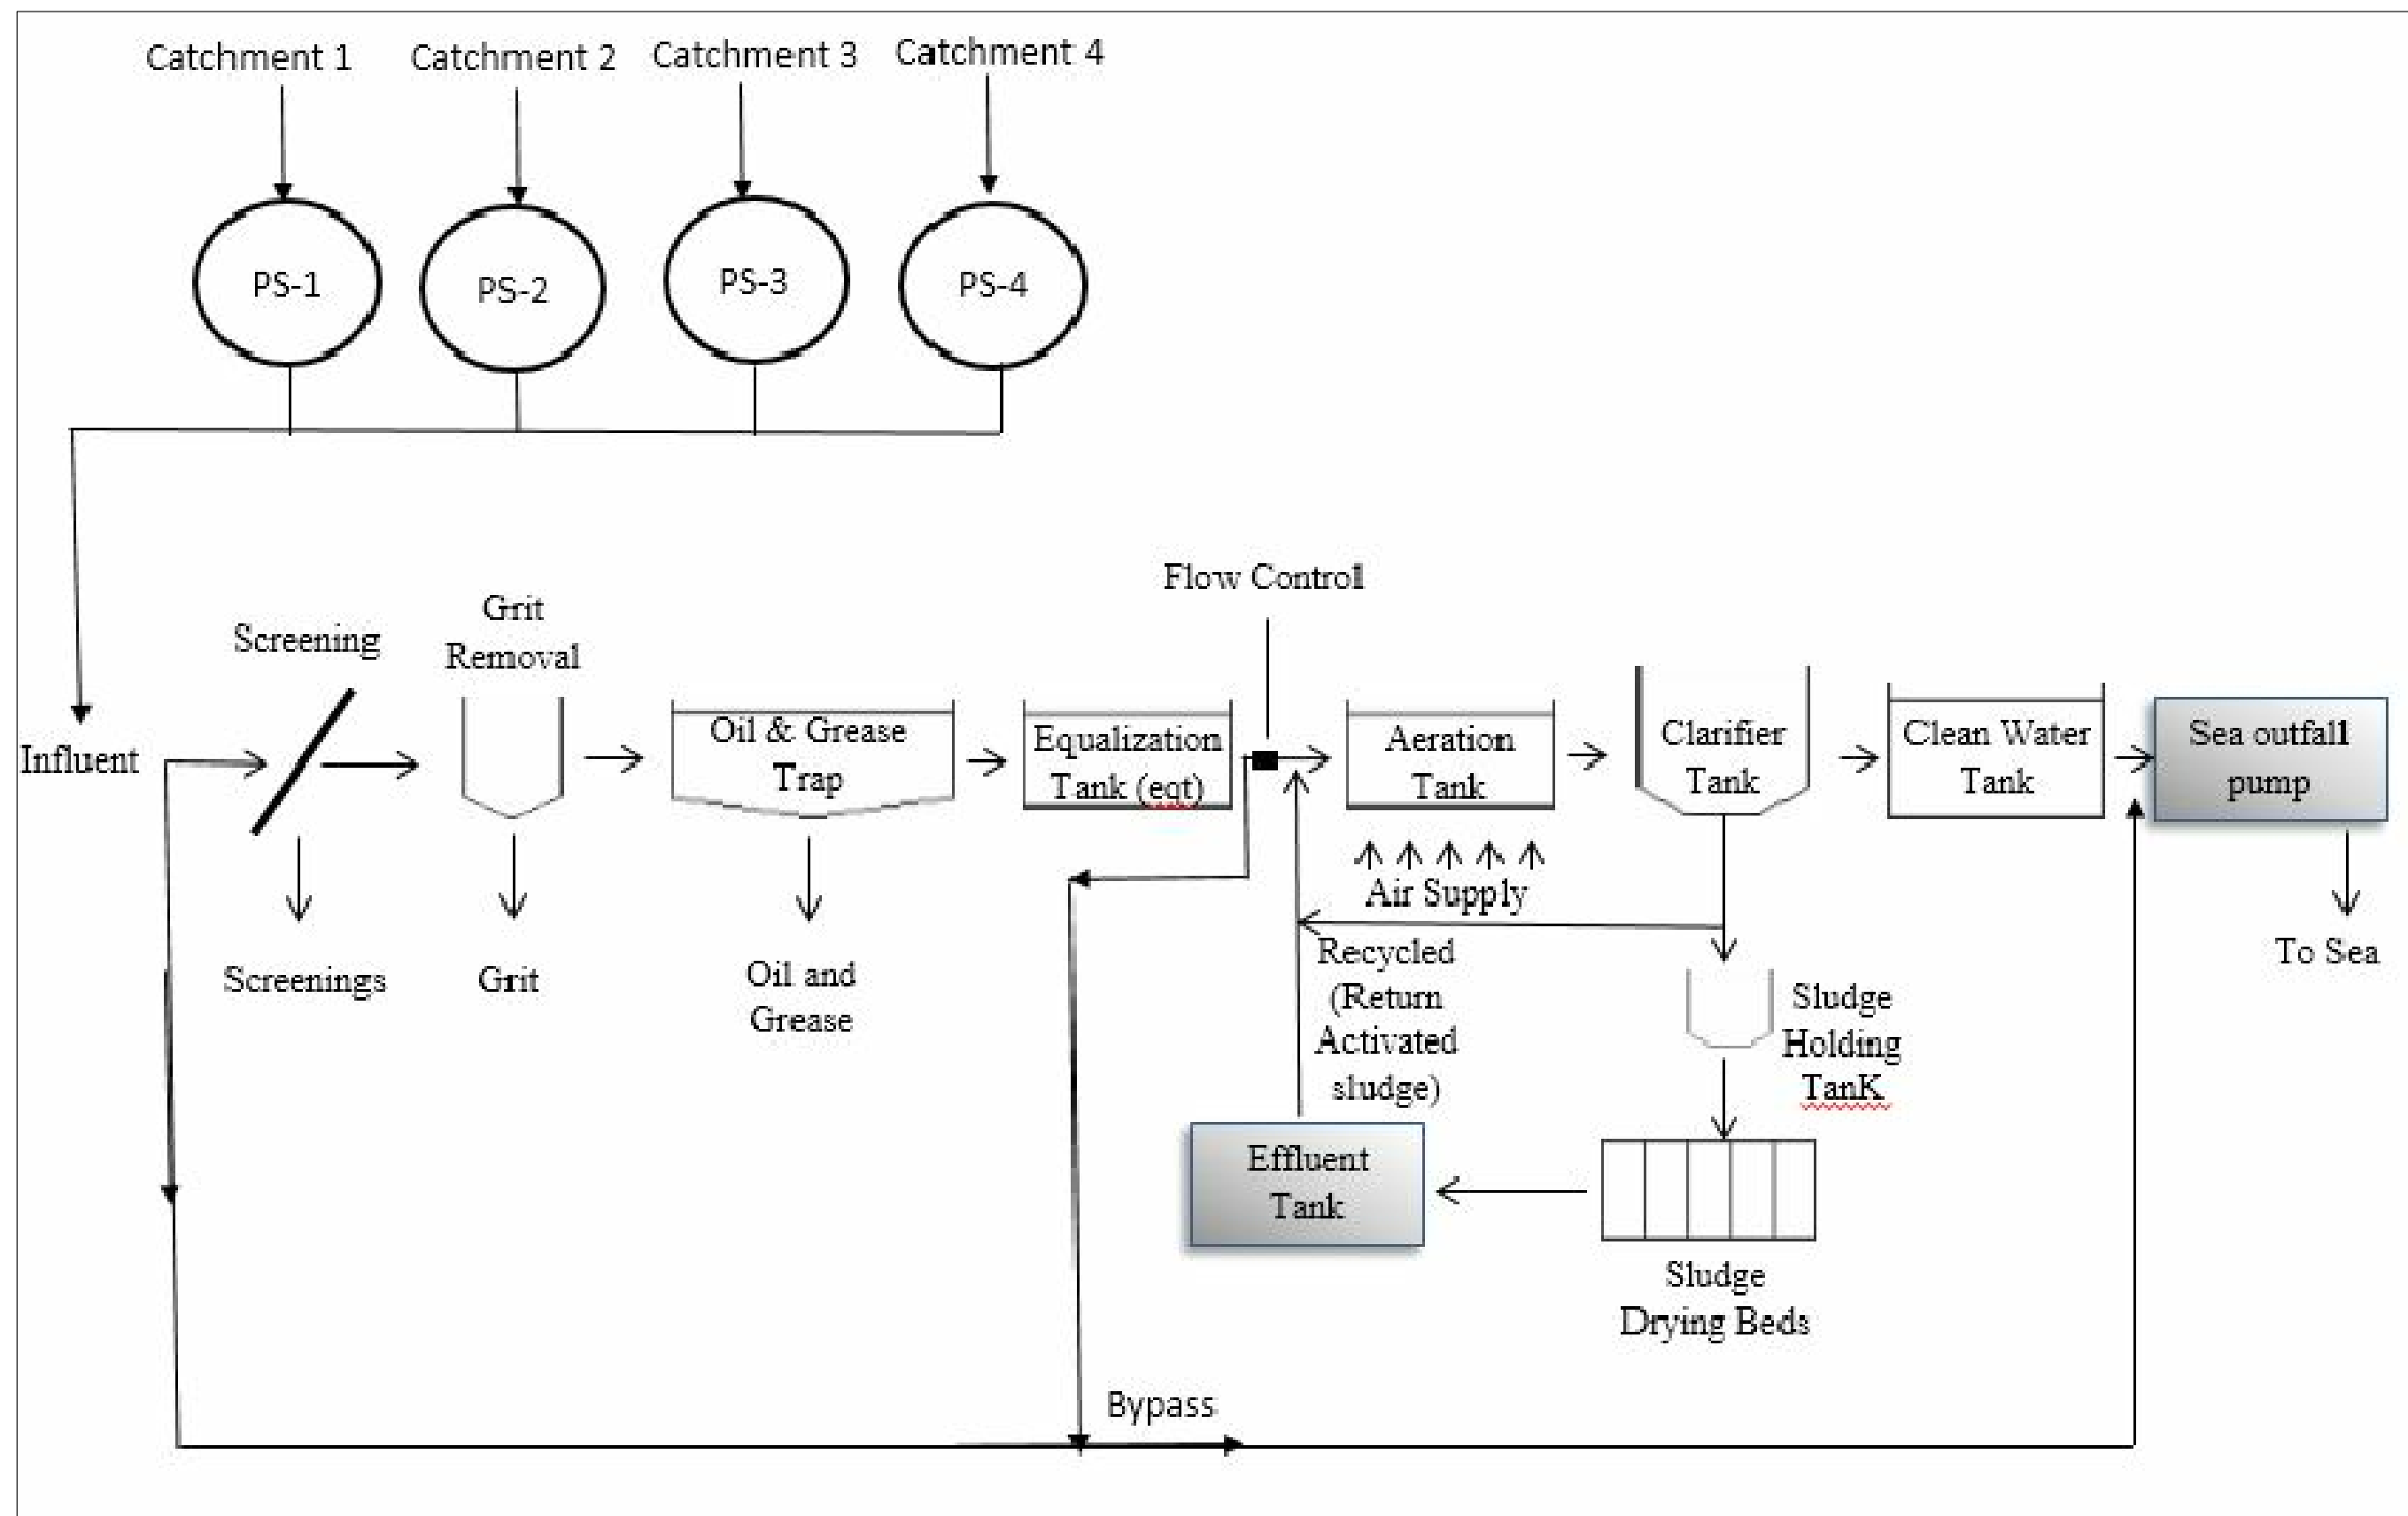 Catchment 1
Catchment 2
Catchment 3
Catchment 4
PS-1
PS-2
PS-3
PS-4
Flow Control
Influent
Screening
Grit
Removal
Oil & Grease
Trap
Equalization
Tank (eqt)
Aeration
Tank
Clarifier
Tank
Clean Water
Tank
Sea outfall
pump
Air Supply
Screenings
Grit
Oil and
Grease
Recycled
(Return
Activated
sludge)
Sludge
Holding
TanK
To Sea
Effluent
Tank
Sludge
Drying Beds
Bypass